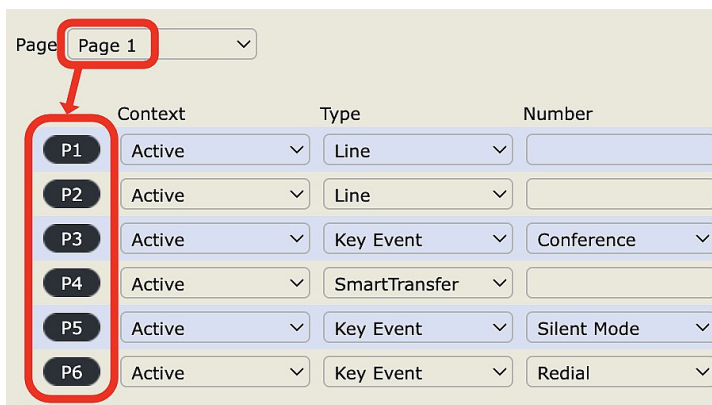 Page Page 1
Context Type Number
P1 Active Line
P2 Active Line
P3 Active Key Event Conference
P4 Active SmartTransfer
P5 Active Key Event Silent Mode
P6 Active Key Event Redial